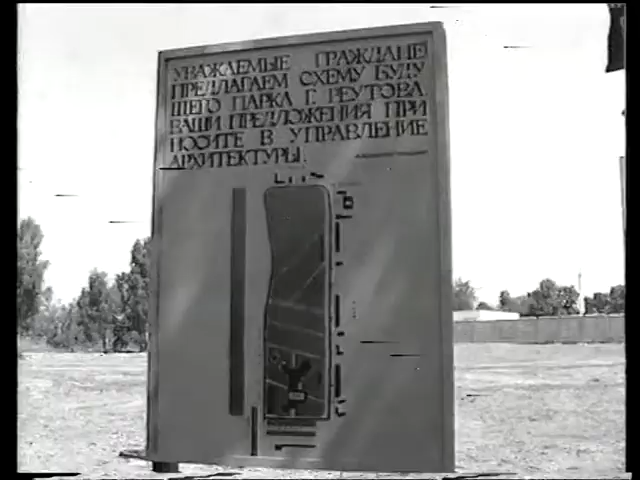 УВАЖАЕМЫЕ ГРАЖДАНЕ
ПРЕДЛАГАЕМ СХЕМУ БУДУ
ЩЕГО ПАРКА Г. РЕУТОВА.
ВАШИ ПРЕДЛОЖЕНИЯ ПРИ
НОСИТЕ В УПРАВЛЕНИЕ
АРХИТЕКТУРЫ.